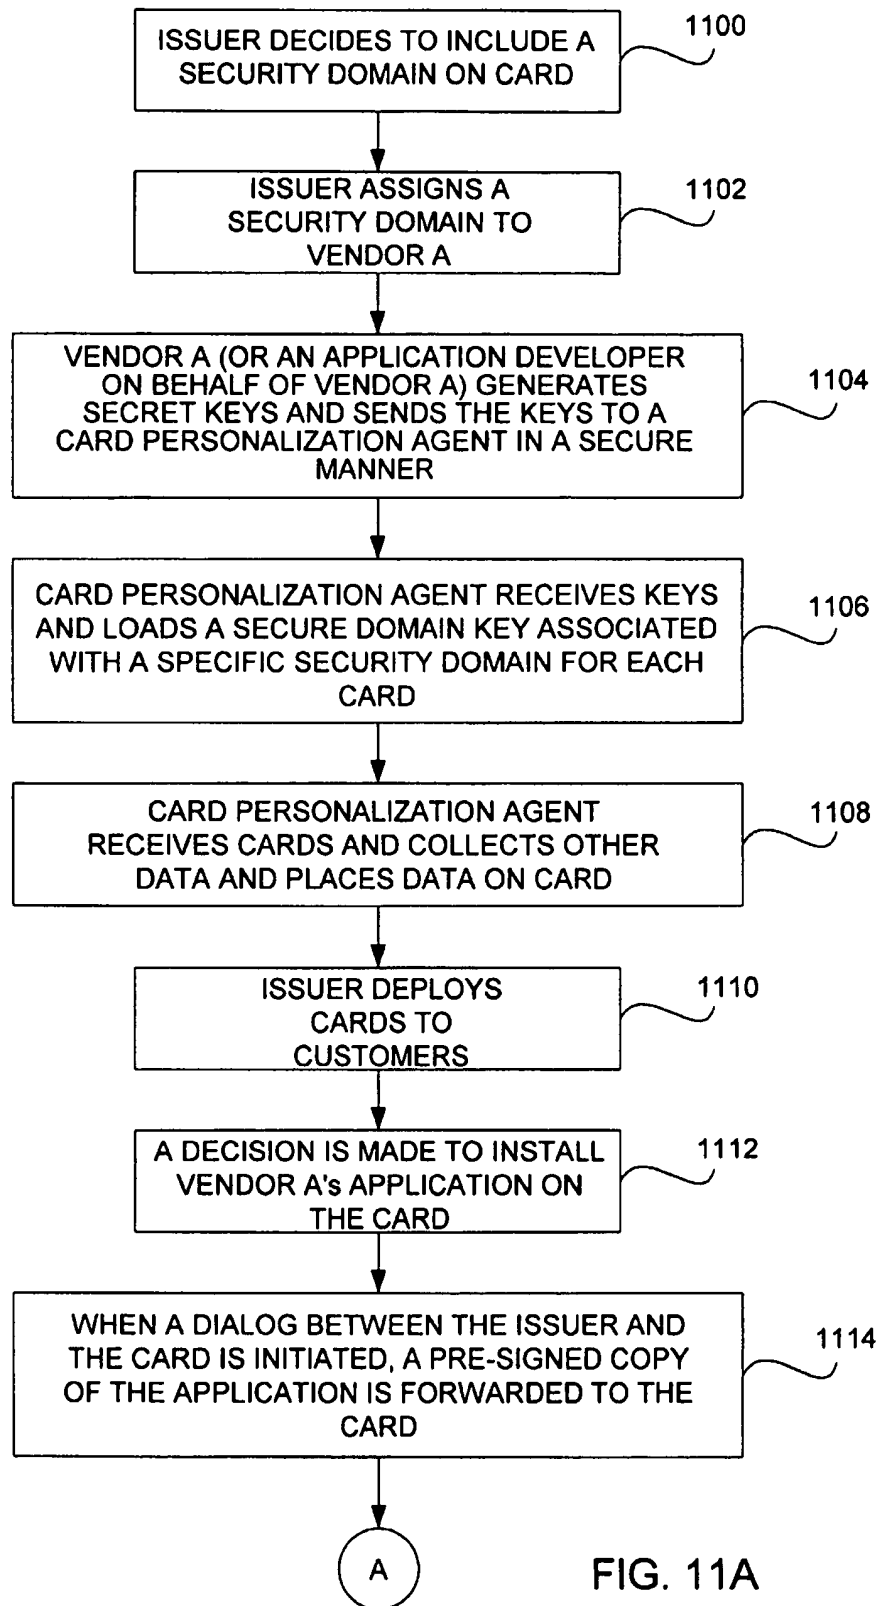 ISSUER DECIDES TO INCLUDE A
SECURITY DOMAIN ON CARD
1100
ISSUER ASSIGNS A
SECURITY DOMAIN TO
VENDOR A
1102
VENDOR A (OR AN APPLICATION DEVELOPER
ON BEHALF OF VENDOR A) GENERATES
SECRET KEYS AND SENDS THE KEYS TO A
CARD PERSONALIZATION AGENT IN A SECURE
MANNER
1104
CARD PERSONALIZATION AGENT RECEIVES KEYS
AND LOADS A SECURE DOMAIN KEY ASSOCIATED
WITH A SPECIFIC SECURITY DOMAIN FOR EACH
CARD
1106
CARD PERSONALIZATION AGENT
RECEIVES CARDS AND COLLECTS OTHER
DATA AND PLACES DATA ON CARD
1108
ISSUER DEPLOYS
CARDS TO
CUSTOMERS
1110
A DECISION IS MADE TO INSTALL
VENDOR A's APPLICATION ON
THE CARD
1112
WHEN A DIALOG BETWEEN THE ISSUER AND
THE CARD IS INITIATED, A PRE-SIGNED COPY
OF THE APPLICATION IS FORWARDED TO THE
CARD
1114
A
FIG. 11A